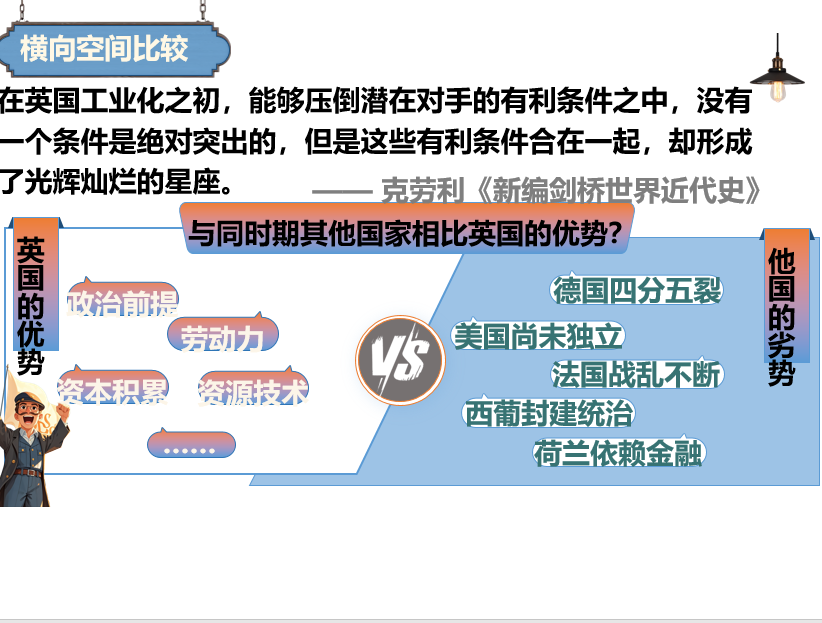 横向空间比较
在英国工业化之初，能够压倒潜在对手的有利条件之中，没有
一个条件是绝对突出的，但是这些有利条件合在一起，却形成
了光辉灿烂的星座。
—— 克劳利《新编剑桥世界近代史》
与同时期其他国家相比英国的优势?
英国的优势
政治前提
劳动力
资本积累
资源技术
……
VS
他国的劣势
德国四分五裂
美国尚未独立
法国战乱不断
西葡封建统治
荷兰依赖金融